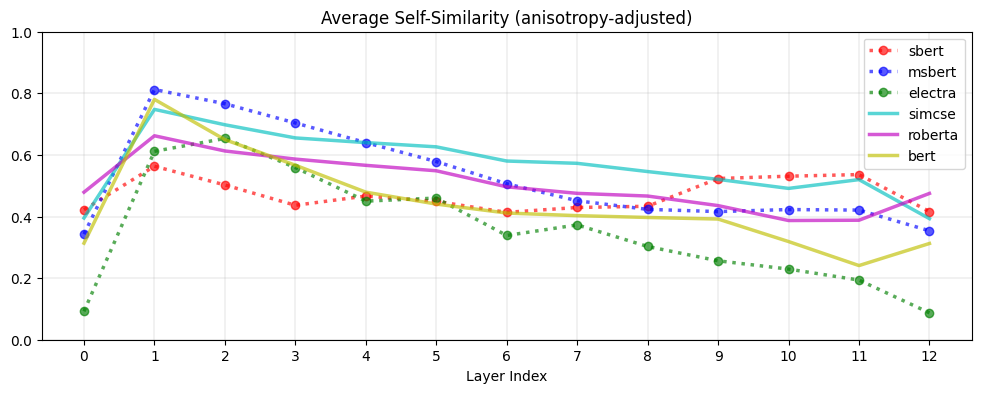 Average Self-Similarity (anisotropy-adjusted)
1.0
0.8
0.6
0.4
0.2
0.0
sbert
msbert
electra
simcse
roberta
bert
0 1 2 3 4 5 6 7 8 9 10 11 12
Layer Index